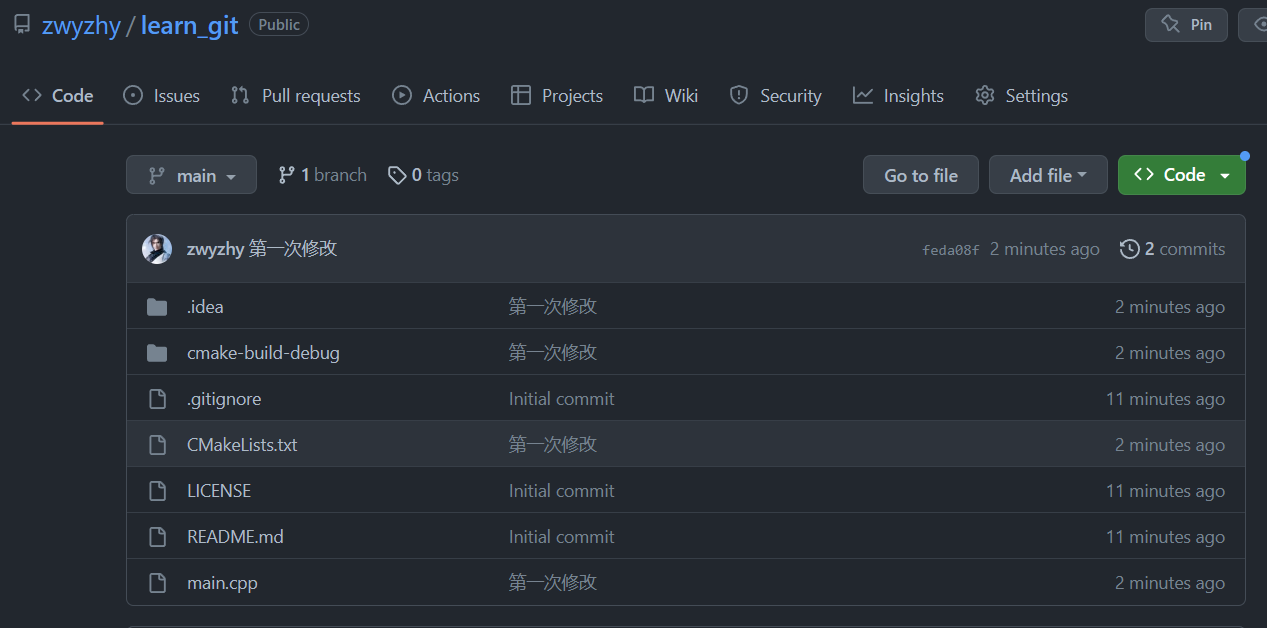 zwyzhy / learn_git Public Pin
Code Issues Pull requests Actions Projects Wiki Security Insights Settings
main 1 branch 0 tags Go to file Add file Code
zwyzhy 第一次修改 feda08f 2 minutes ago 2 commits
.idea 第一次修改 2 minutes ago
cmake-build-debug 第一次修改 2 minutes ago
.gitignore Initial commit 11 minutes ago
CMakeLists.txt 第一次修改 2 minutes ago
LICENSE Initial commit 11 minutes ago
README.md Initial commit 11 minutes ago
main.cpp 第一次修改 2 minutes ago